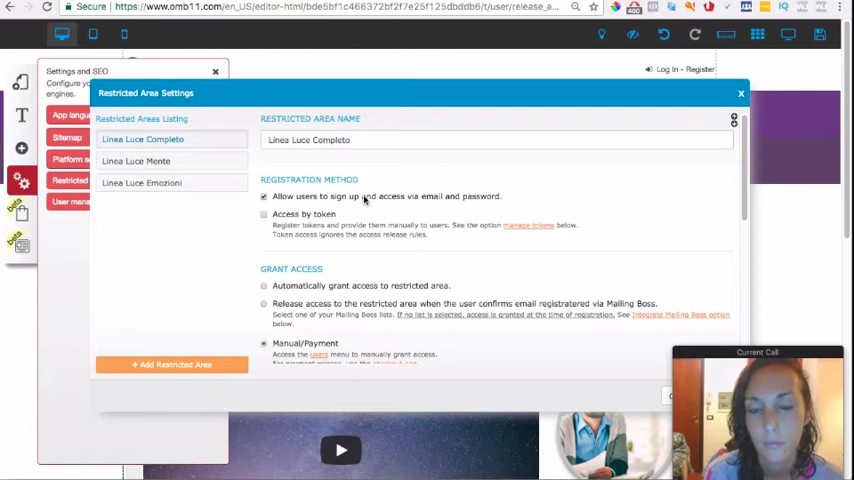 Secure
https://www.omb11.com/en_US/editor-html/bde5bf1c466372bf2f7e25f125dbddb6/t/user/release_a...
400
Log In - Register
Settings and SEO
Configure yo
engines.
App langu
Sitemap
Platform se
Restricted
User mana
beta
beta
Restricted Area Settings
x
Restricted Areas Listing
Linea Luce Completo
Linea Luce Mente
Linea Luce Emozioni
+ Add Restricted Area
RESTRICTED AREA NAME
Linea Luce Completo
REGISTRATION METHOD
Allow users to sign up and access via email and password.
Access by token
Register tokens and provide them manually to users. See the option manage tokens below.
Token access ignores the access release rules.
GRANT ACCESS
Automatically grant access to restricted area.
Release access to the restricted area when the user confirms email registratered via Mailing Boss.
Select one of your Mailing Boss lists. If no list is selected, access is granted at the time of registration. See Integrate Mailing Boss option
below.
Manual/Payment
Access the users menu to manually grant access.
Current Call